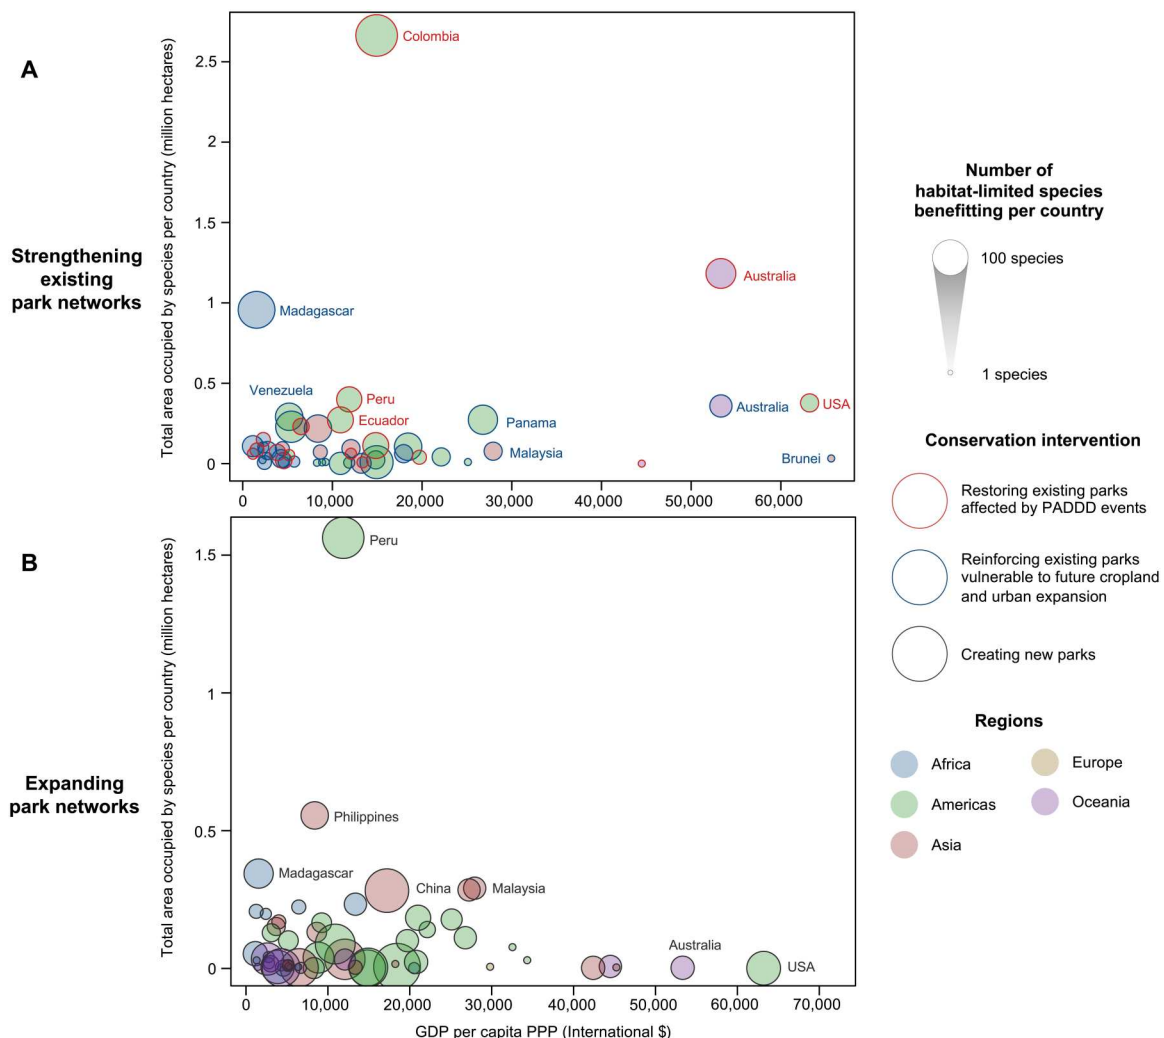 A
Strengthening
existing
park networks
Total area occupied by species per country (million hectares)
2.5
2
1.5
1
0.5
0
Colombia
Australia
Madagascar
Venezuela
Peru
Ecuador
Panama
Malaysia
Australia
USA
Brunei
0
10,000
20,000
30,000
40,000
50,000
60,000
B
Expanding
park networks
Total area occupied by species per country (million hectares)
1.5
1
0.5
0
Peru
Philippines
Madagascar
China
Malaysia
Australia
USA
0
10,000
20,000
30,000
40,000
50,000
60,000
70,000
GDP per capita PPP (International $)
Number of
habitat-limited species
benefitting per country
100 species
1 species
Conservation intervention
Restoring existing parks
affected by PADDD events
Reinforcing existing parks
vulnerable to future cropland
and urban expansion
Creating new parks
Regions
Africa
Americas
Asia
Europe
Oceania